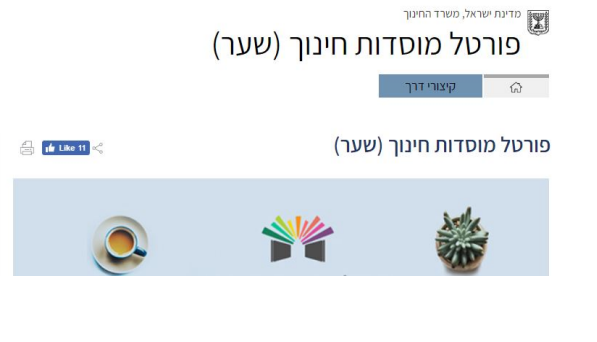 מדינת ישראל, משרד החינוך
פורטל מוסדות חינוך (שער)
קיצורי דרך
פורטל מוסדות חינוך (שער)
Like 11